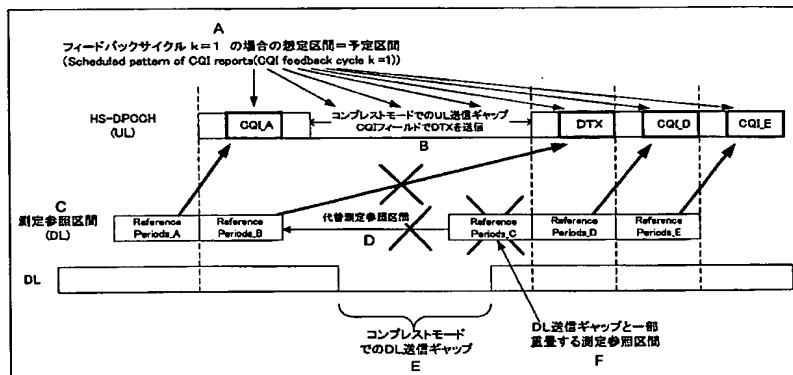 A
フィードバックサイクル k=1 の場合の想定区間=予定区間
(Scheduled pattern of CQI reports(CQI feedback cycle k=1))
HS-DPCCH
(UL)
CQI_A
コンプレストモードでのUL送信ギャップ
CQIフィールドでDTXを送信
B
DTX
CQI_D
CQI_E
C
測定参照区間
(DL)
Reference
Periods_A
Reference
Periods_B
代替測定参照区間
D
Reference
Periods_C
Reference
Periods_D
Reference
Periods_E
DL
コンプレストモード
でのDL送信ギャップ
E
DL送信ギャップと一部
重畳する測定参照区間
F